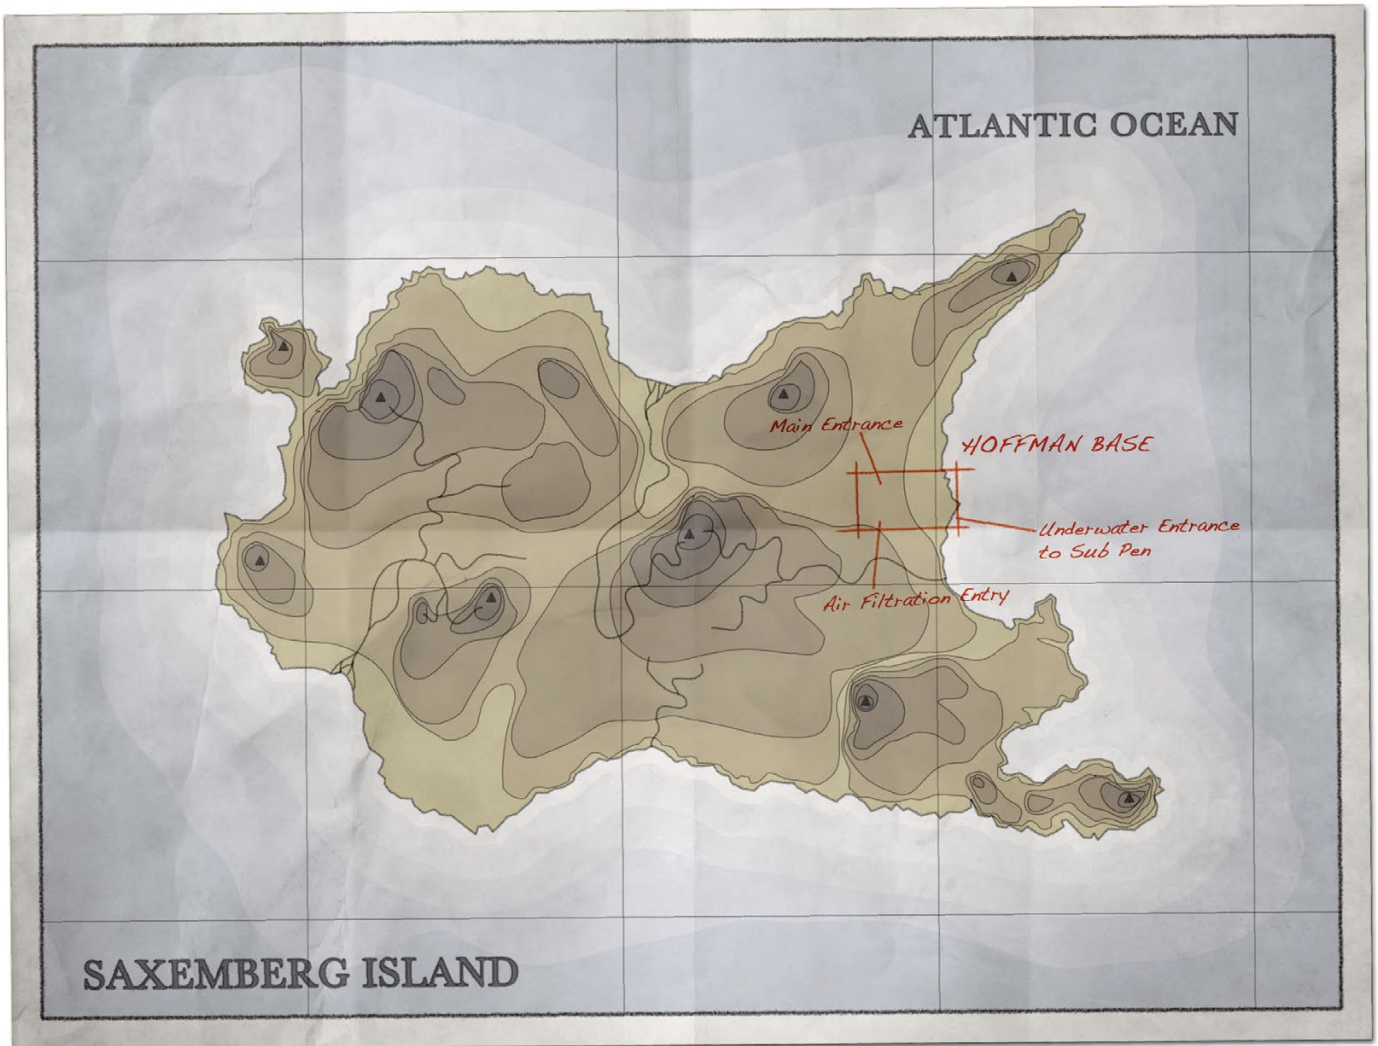 ATLANTIC OCEAN
Main Entrance
HOFFMAN BASE
Underwater Entrance
to Sub Pen
Air Filtration Entry
SAXEMBERG ISLAND